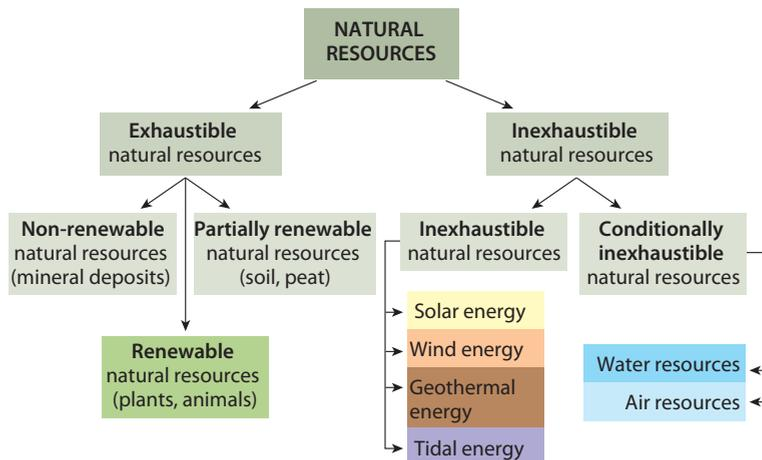 NATURAL
RESOURCES
Exhaustible
natural resources
Inexhaustible
natural resources
Non-renewable
natural resources
(mineral deposits)
Partially renewable
natural resources
(soil, peat)
Renewable
natural resources
(plants, animals)
Inexhaustible
natural resources
Conditionally
inexhaustible
natural resources
Solar energy
Wind energy
Geothermal
energy
Tidal energy
Water resources
Air resources